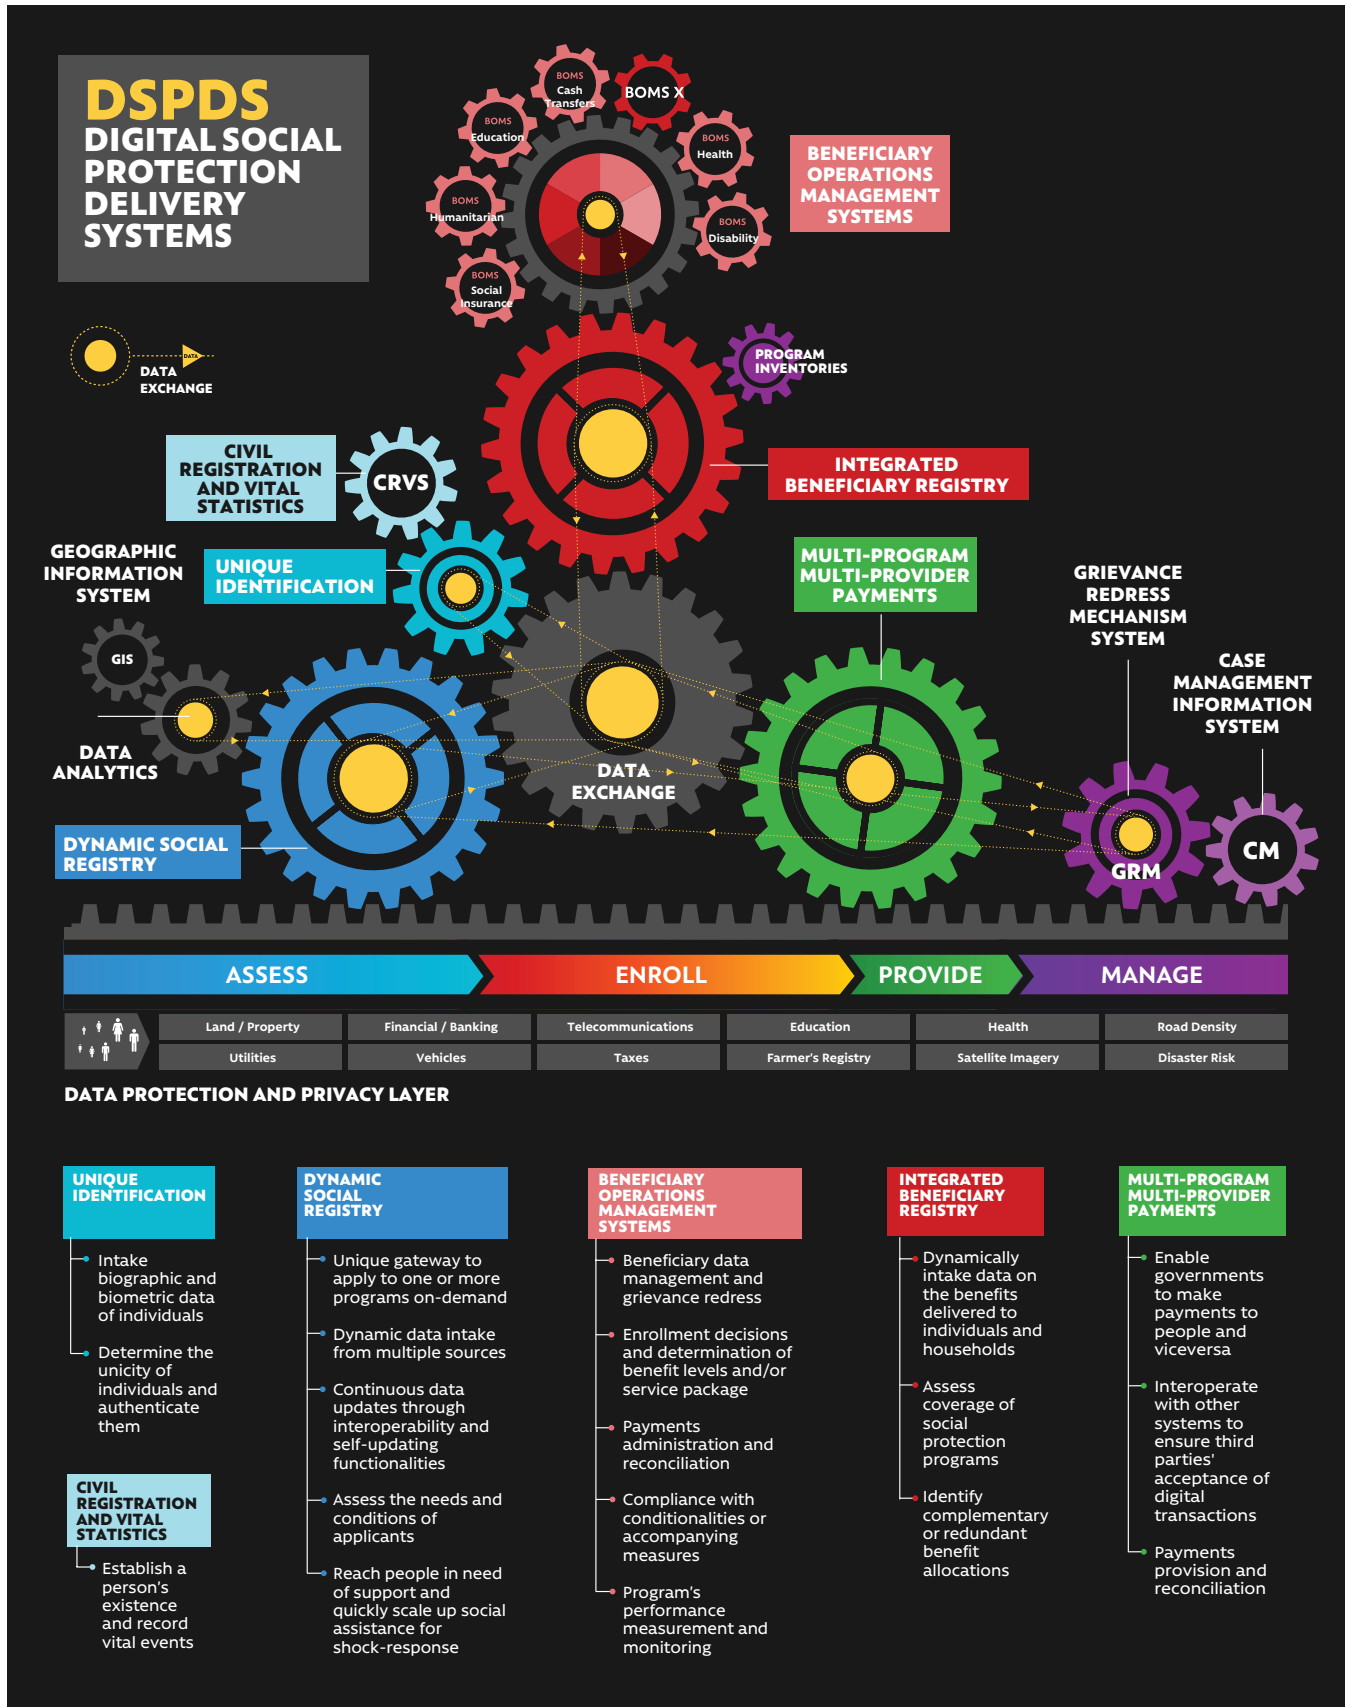 DSPDS
DIGITAL SOCIAL
PROTECTION
DELIVERY
SYSTEMS
BOMS
Cash
Transfers
BOMS X
BOMS
Education
BOMS
Health
BOMS
Humanitarian
BOMS
Disability
BOMS
Social
Insurance
BENEFICIARY
OPERATIONS
MANAGEMENT
SYSTEMS
DATA
DATA
EXCHANGE
PROGRAM
INVENTORIES
CIVIL
REGISTRATION
AND VITAL
STATISTICS
CRVS
INTEGRATED
BENEFICIARY REGISTRY
GEOGRAPHIC
INFORMATION
SYSTEM
UNIQUE
IDENTIFICATION
MULTI-PROGRAM
MULTI-PROVIDER
PAYMENTS
GRIEVANCE
REDRESS
MECHANISM
SYSTEM
CASE
MANAGEMENT
INFORMATION
SYSTEM
GIS
DATA
ANALYTICS
DATA
EXCHANGE
DYNAMIC SOCIAL
REGISTRY
GRM
CM
ASSESS
ENROLL
PROVIDE
MANAGE
Land / Property
Financial / Banking
Telecommunications
Education
Health
Road Density
Utilities
Vehicles
Taxes
Farmer's Registry
Satellite Imagery
Disaster Risk
DATA PROTECTION AND PRIVACY LAYER
UNIQUE
IDENTIFICATION
Intake
biographic and
biometric data
of individuals
Determine the
unicity of
individuals and
authenticate
them
CIVIL
REGISTRATION
AND VITAL
STATISTICS
Establish a
person's
existence
and record
vital events
DYNAMIC
SOCIAL
REGISTRY
Unique gateway to
apply to one or more
programs on-demand
Dynamic data intake
from multiple sources
Continuous data
updates through
interoperability and
self-updating
functionalities
Assess the needs and
conditions of
applicants
Reach people in need
of support and
quickly scale up social
assistance for
shock-response
BENEFICIARY
OPERATIONS
MANAGEMENT
SYSTEMS
Beneficiary data
management and
grievance redress
Enrollment decisions
and determination of
benefit levels and/or
service package
Payments
administration and
reconciliation
Compliance with
conditionalities or
accompanying
measures
Program's
performance
measurement and
monitoring
INTEGRATED
BENEFICIARY
REGISTRY
Dynamically
intake data on
the benefits
delivered to
individuals and
households
Assess
coverage of
social
protection
programs
Identify
complementary
or redundant
benefit
allocations
MULTI-PROGRAM
MULTI-PROVIDER
PAYMENTS
Enable
governments
to make
payments to
people and
viceversa
Interoperate
with other
systems to
ensure third
parties'
acceptance of
digital
transactions
Payments
provision and
reconciliation